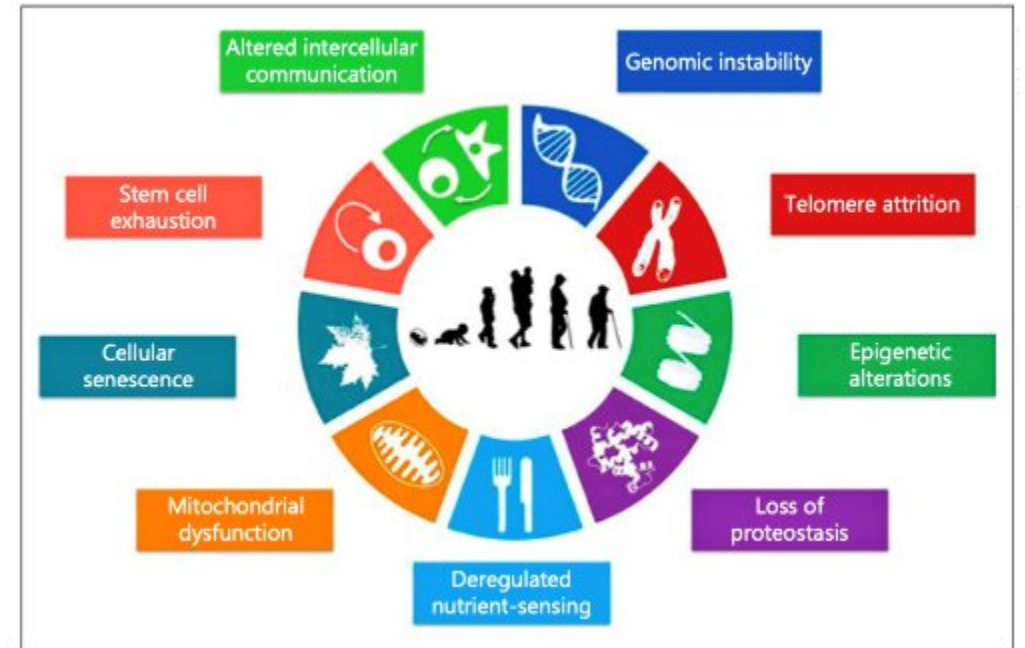 Altered intercellular
communication
Genomic instability
Stem cell
exhaustion
Telomere attrition
Cellular
senescence
Epigenetic
alterations
Mitochondrial
dysfunction
Loss of
proteostasis
Deregulated
nutrient-sensing